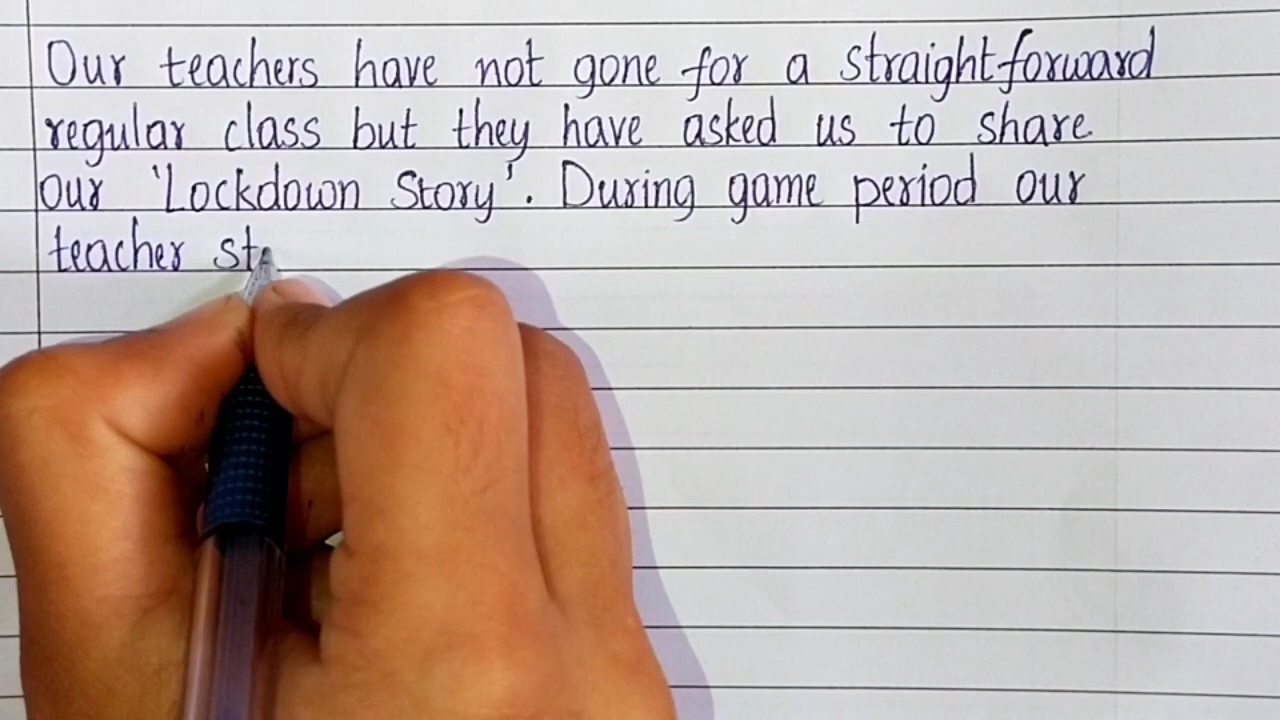 Our teachers have not gone for a straightforward
regular class but they have asked us to share
our 'Lockdown Story'. During game period our
teacher st